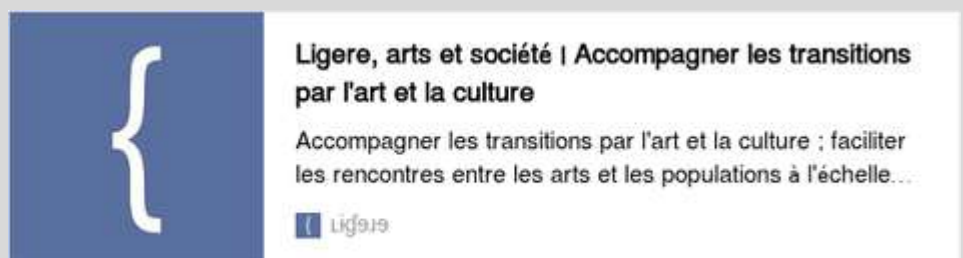 {
Ligere, arts et société | Accompagner les transitions
par l'art et la culture
Accompagner les transitions par l'art et la culture ; faciliter
les rencontres entre les arts et les populations à l'échelle...
{